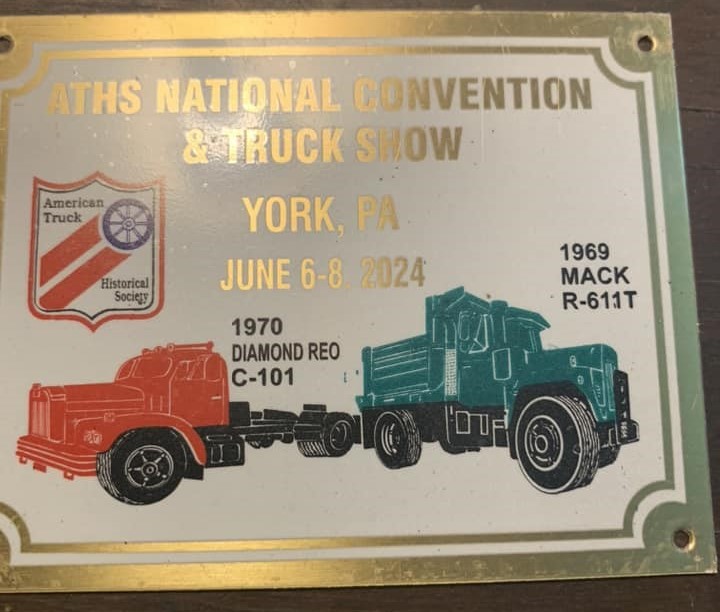 ATHS NATIONAL CONVENTION
& TRUCK SHOW
YORK, PA
JUNE 6-8, 2024
American
Truck
Historical
Society
1969
MACK
R-611T
1970
DIAMOND REO
C-101